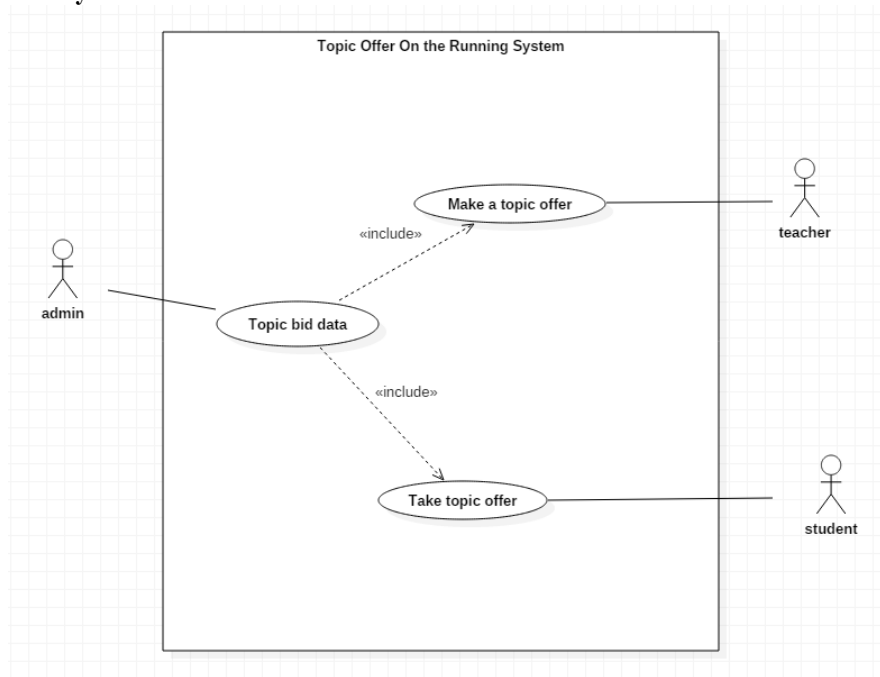 Topic Offer On the Running System
Make a topic offer
teacher
«include»
admin
Topic bid data
«include»
Take topic offer
student